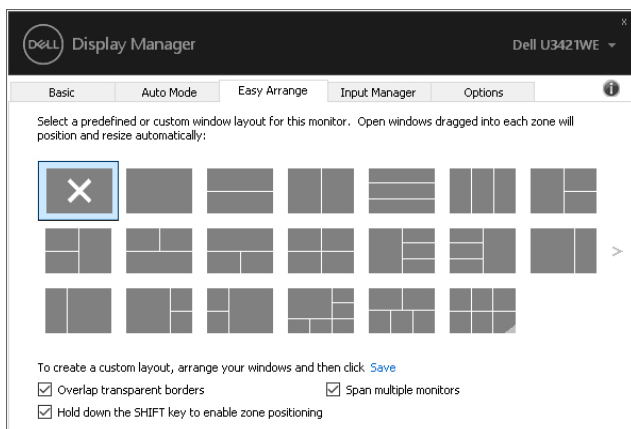 x
DELL Display Manager Dell U3421WE
Basic Auto Mode Easy Arrange Input Manager Options
Select a predefined or custom window layout for this monitor. Open windows dragged into each zone will
position and resize automatically:
To create a custom layout, arrange your windows and then click Save
Overlap transparent borders Span multiple monitors
Hold down the SHIFT key to enable zone positioning